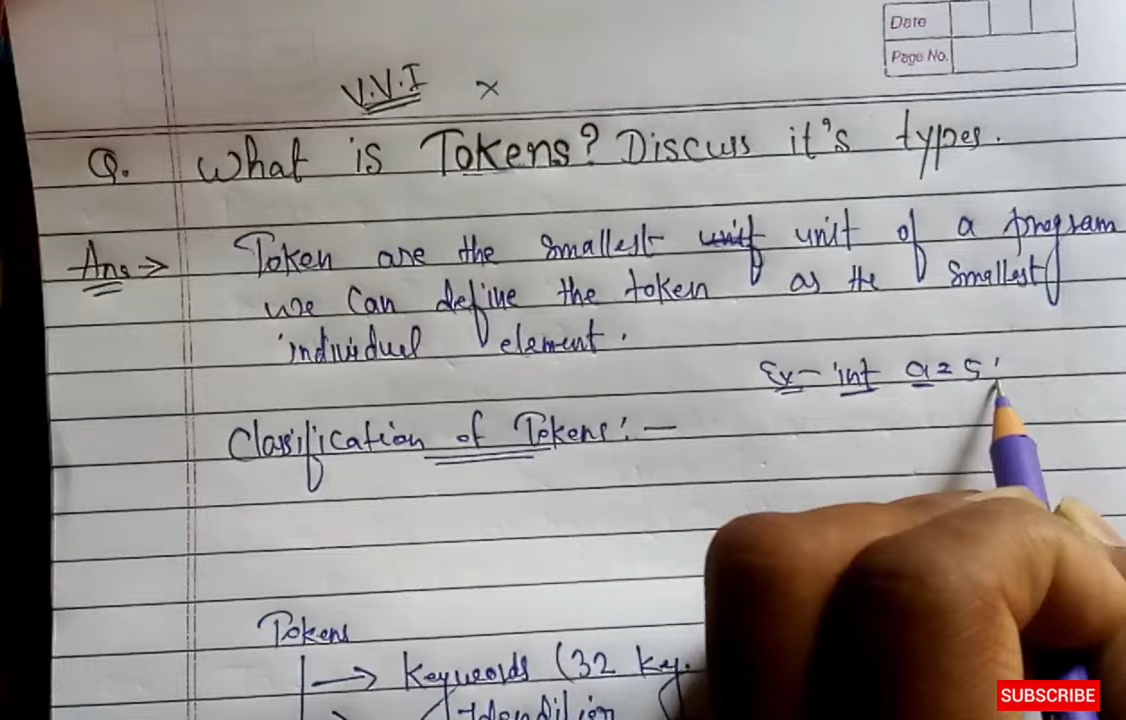 Date
Page No.
V.V.I x
Q. What is Tokens? Discuss it's types.
Ans → Token are the smallest unit unit of a program
we can define the token as the smallest
individual element.
Ex- int a = 5;
Classification of Tokens:-
Tokens
→ Keywords (32 key.
SUBSCRIBE